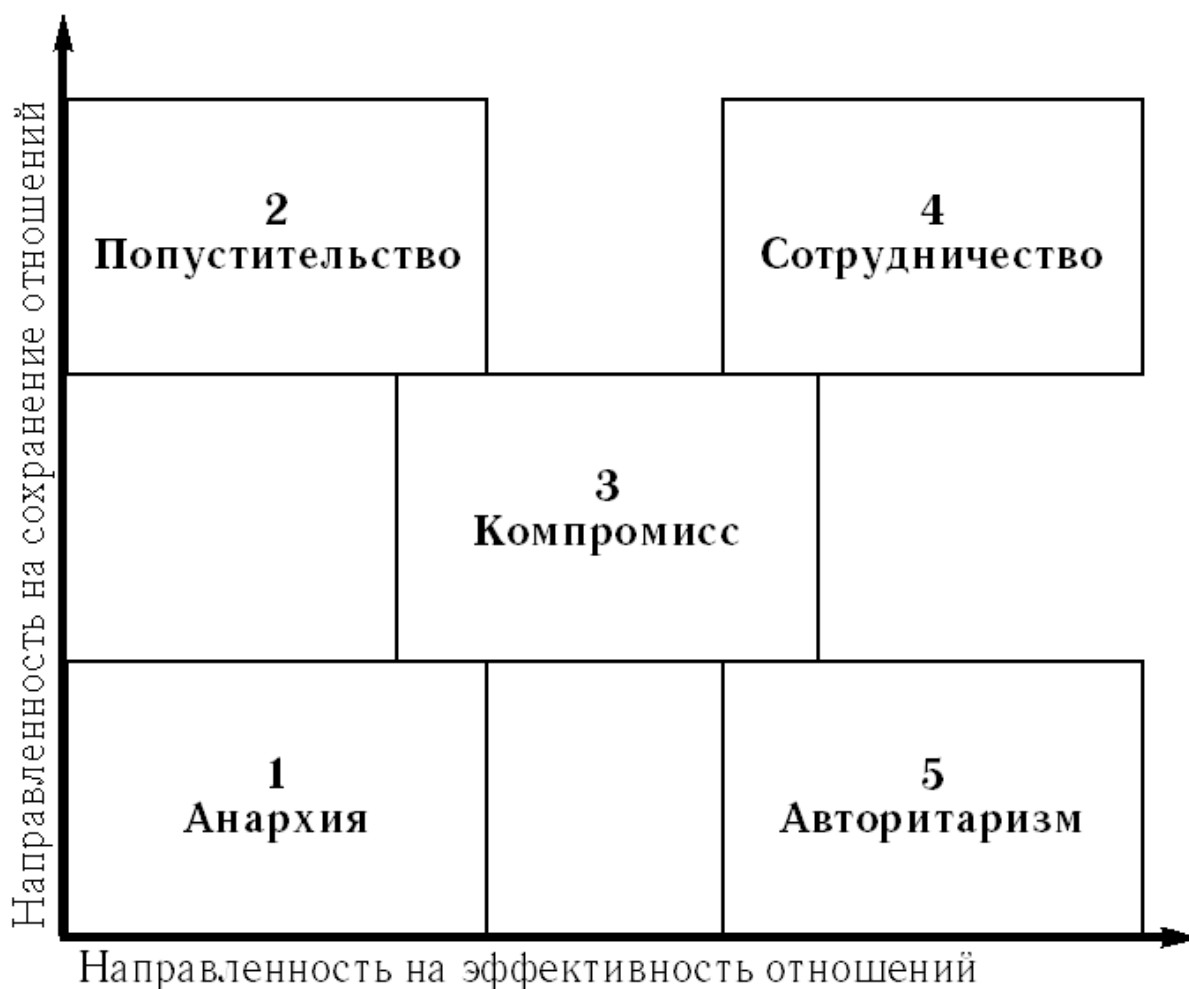 Направленность на сохранение отношений
2
Попустительство
4
Сотрудничество
3
Компромисс
1
Анархия
5
Авторитаризм
Направленность на эффективность отношений